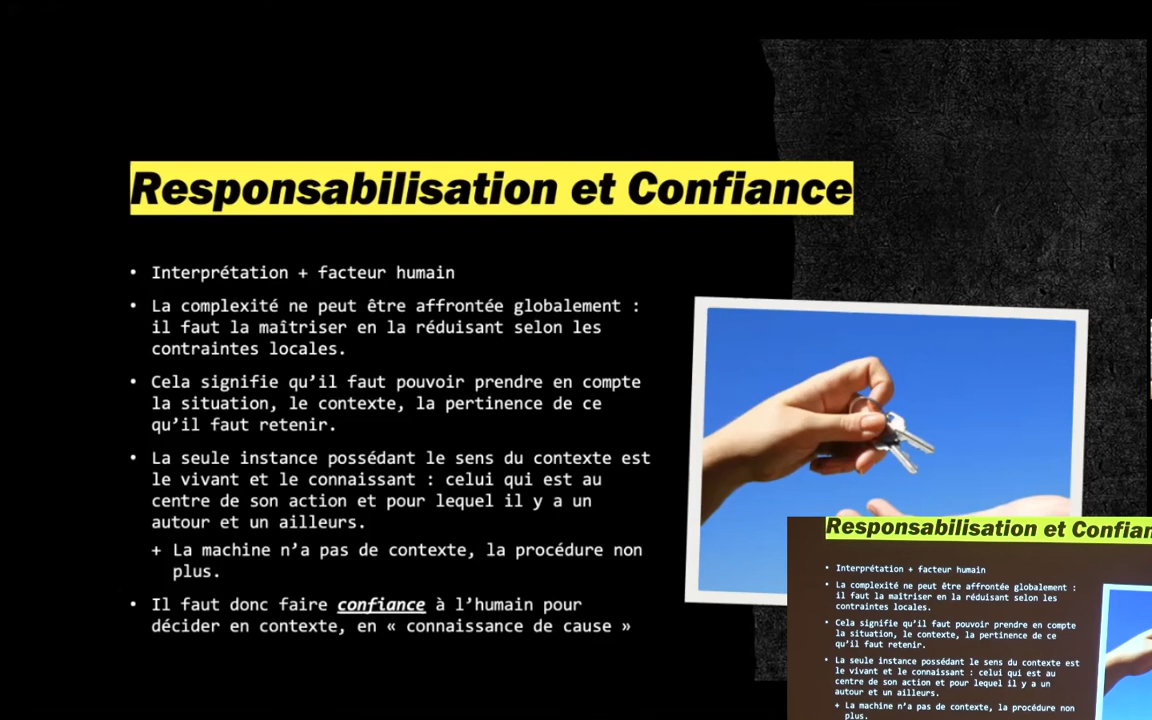 Responsabilisation et Confiance
• Interprétation + facteur humain
• La complexité ne peut être affrontée globalement :
il faut la maîtriser en la réduisant selon les
contraintes locales.
• Cela signifie qu’il faut pouvoir prendre en compte
la situation, le contexte, la pertinence de ce
qu’il faut retenir.
• La seule instance possédant le sens du contexte est
le vivant et le connaissant : celui qui est au
centre de son action et pour lequel il y a un
autour et un ailleurs.
+ La machine n’a pas de contexte, la procédure non
plus.
• Il faut donc faire confiance à l’humain pour
décider en contexte, en « connaissance de cause »
Responsabilisation et Confian
• Interprétation + facteur humain
• La complexité ne peut être affrontée globalement :
il faut la maîtriser en la réduisant selon les
contraintes locales.
• Cela signifie qu’il faut pouvoir prendre en compte
la situation, le contexte, la pertinence de ce
qu’il faut retenir.
• La seule instance possédant le sens du contexte est
le vivant et le connaissant : celui qui est au
centre de son action et pour lequel il y a un
autour et un ailleurs.
+ La machine n’a pas de contexte, la procédure non
plus.